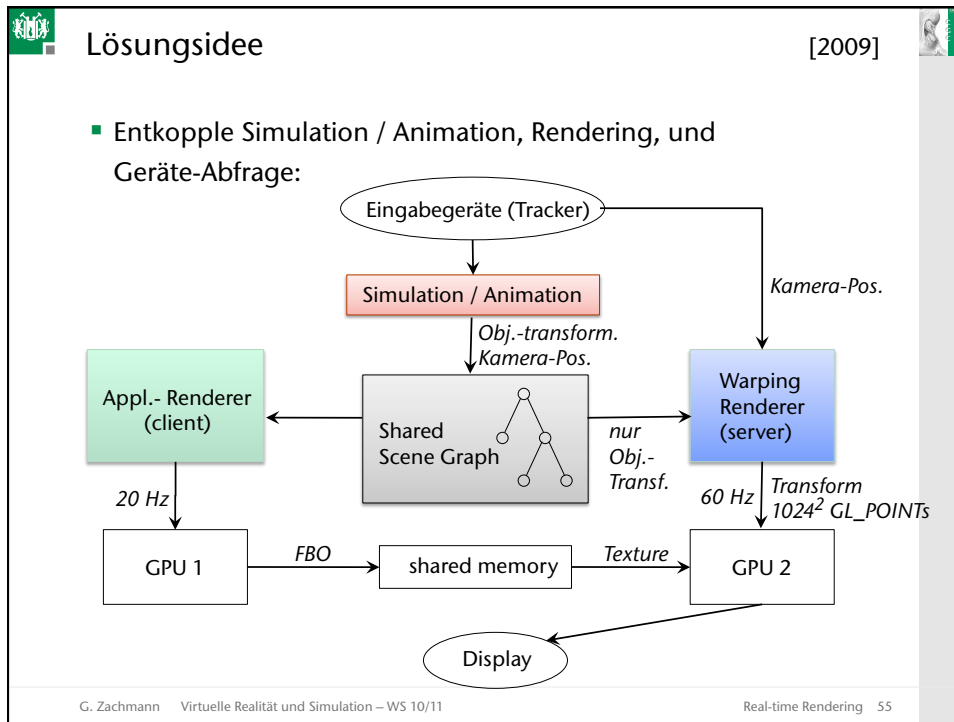 Lösungsidee
[2009]
Entkopple Simulation / Animation, Rendering, und
Geräte-Abfrage:
Eingabegeräte (Tracker)
Simulation / Animation
Kamera-Pos.
Obj.-transform.
Kamera-Pos.
Appl.- Renderer
(client)
Shared
Scene Graph
nur
Obj.-
Transf.
Warping
Renderer
(server)
20 Hz
60 Hz
Transform
1024² GL_POINTs
GPU 1
FBO
shared memory
Texture
GPU 2
Display
G. Zachmann Virtuelle Realität und Simulation – WS 10/11
Real-time Rendering 55